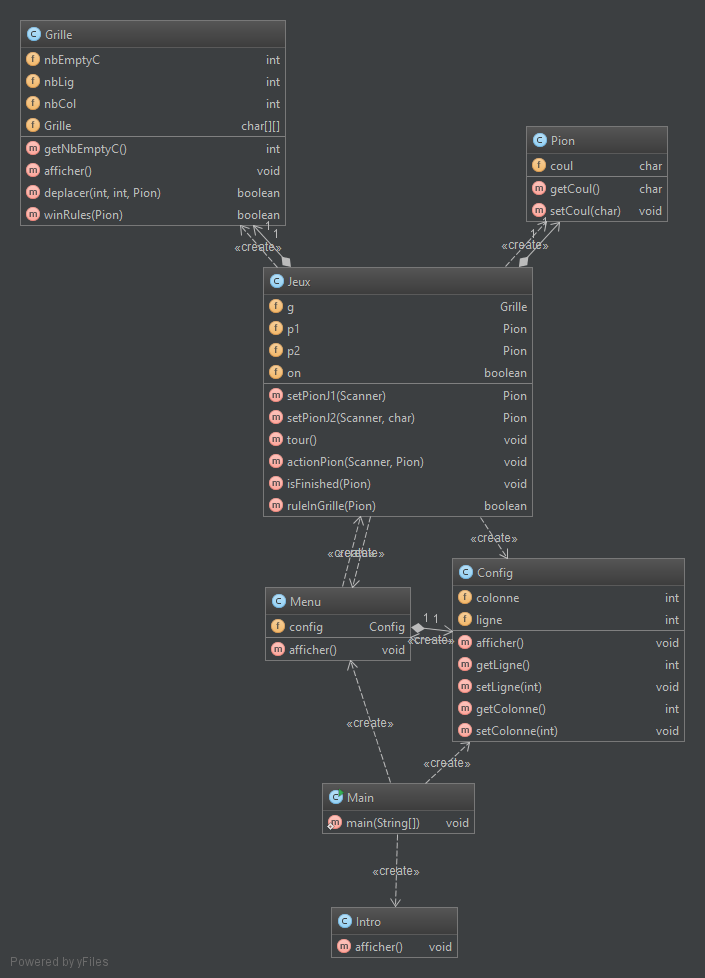 Grille
nbEmptyC int
nbLig int
nbCol int
Grille char[][]
getNbEmptyC() int
afficher() void
deplacer(int, int, Pion) boolean
winRules(Pion) boolean
Pion
coul char
getCoul() char
setCoul(char) void
1
1
«create»
1
1
«create»
Jeux
g Grille
p1 Pion
p2 Pion
on boolean
setPionJ1(Scanner) Pion
setPionJ2(Scanner, char) Pion
tour() void
actionPion(Scanner, Pion) void
isFinished(Pion) void
ruleInGrille(Pion) boolean
«create»
«create»
«create»
Menu
config Config
afficher() void
1
1
«create»
Config
colonne int
ligne int
afficher() void
getLigne() int
setLigne(int) void
getColonne() int
setColonne(int) void
«create»
«create»
Main
main(String[]) void
«create»
Intro
afficher() void
Powered by yFiles